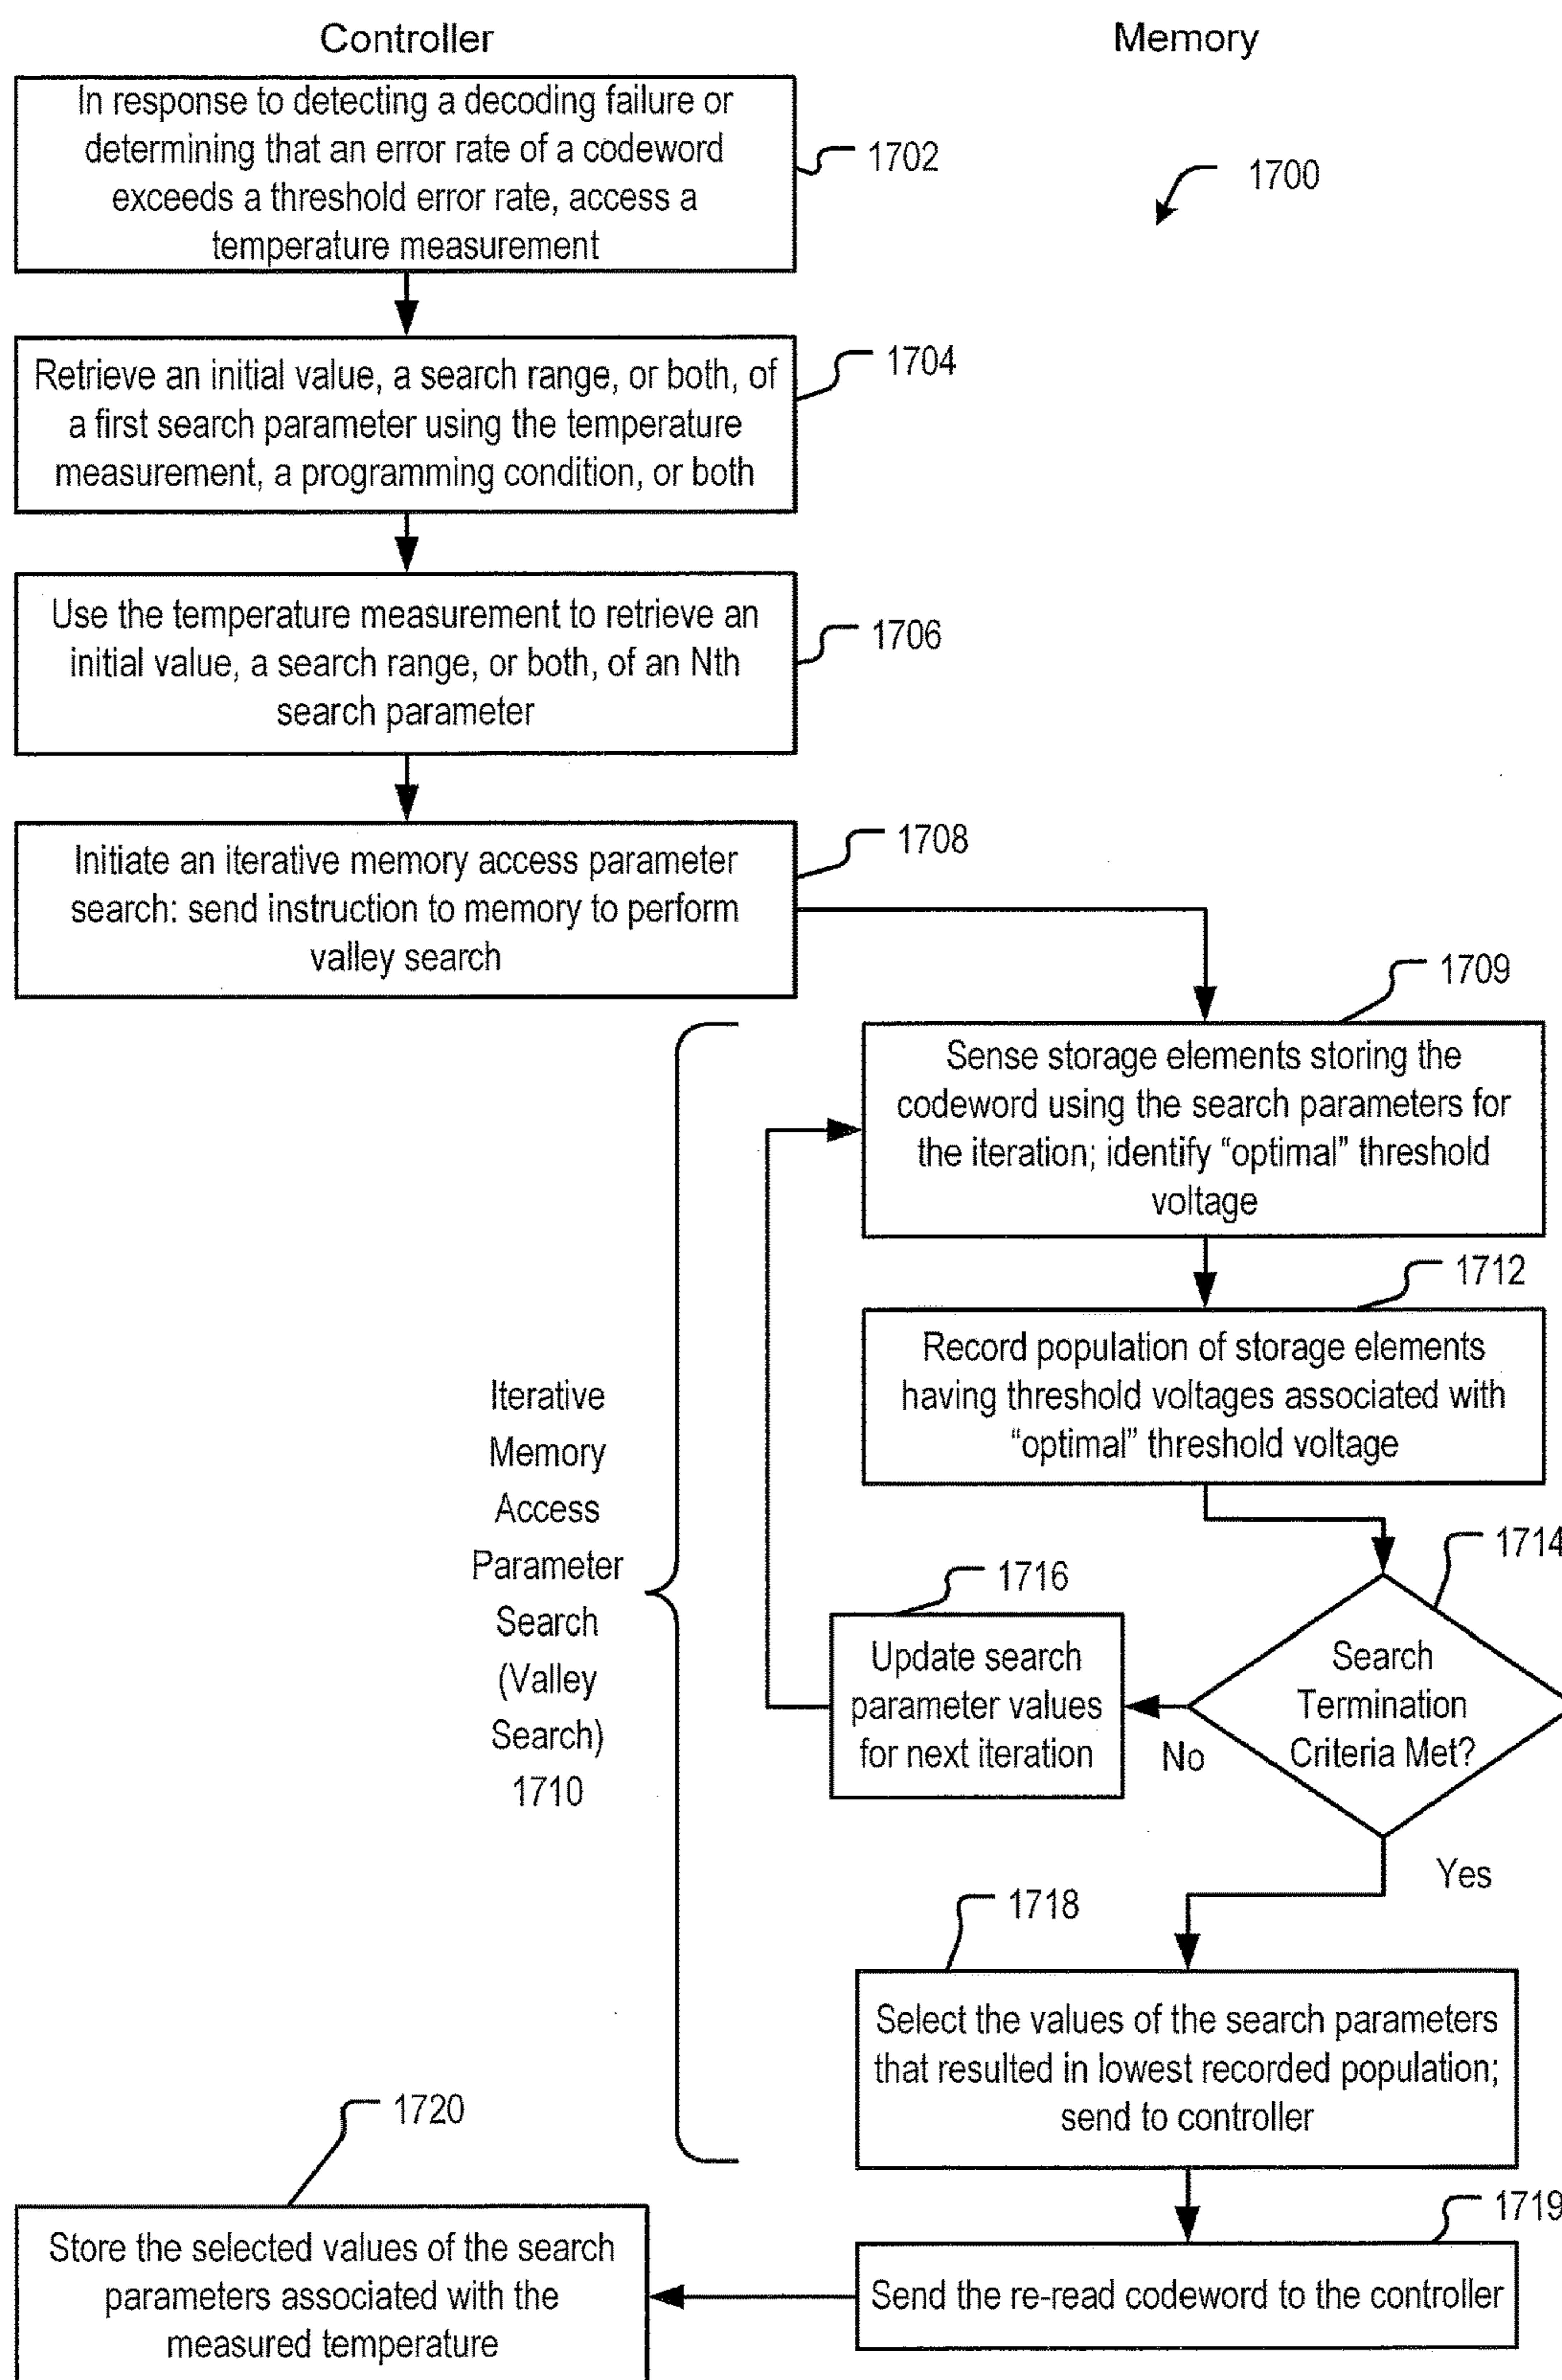 Controller
Memory
In response to detecting a decoding failure or
determining that an error rate of a codeword
exceeds a threshold error rate, access a
temperature measurement
1702
1700
Retrieve an initial value, a search range, or both, of
a first search parameter using the temperature
measurement, a programming condition, or both
1704
Use the temperature measurement to retrieve an
initial value, a search range, or both, of an Nth
search parameter
1706
Initiate an iterative memory access parameter
search: send instruction to memory to perform
valley search
1708
1709
Sense storage elements storing the
codeword using the search parameters for
the iteration; identify “optimal” threshold
voltage
1712
Record population of storage elements
having threshold voltages associated with
“optimal” threshold voltage
Iterative
Memory
Access
Parameter
Search
(Valley
Search)
1710
1714
Search
Termination
Criteria Met?
1716
Update search
parameter values
for next iteration
No
Yes
1718
Select the values of the search parameters
that resulted in lowest recorded population;
send to controller
1719
Send the re-read codeword to the controller
1720
Store the selected values of the search
parameters associated with the
measured temperature